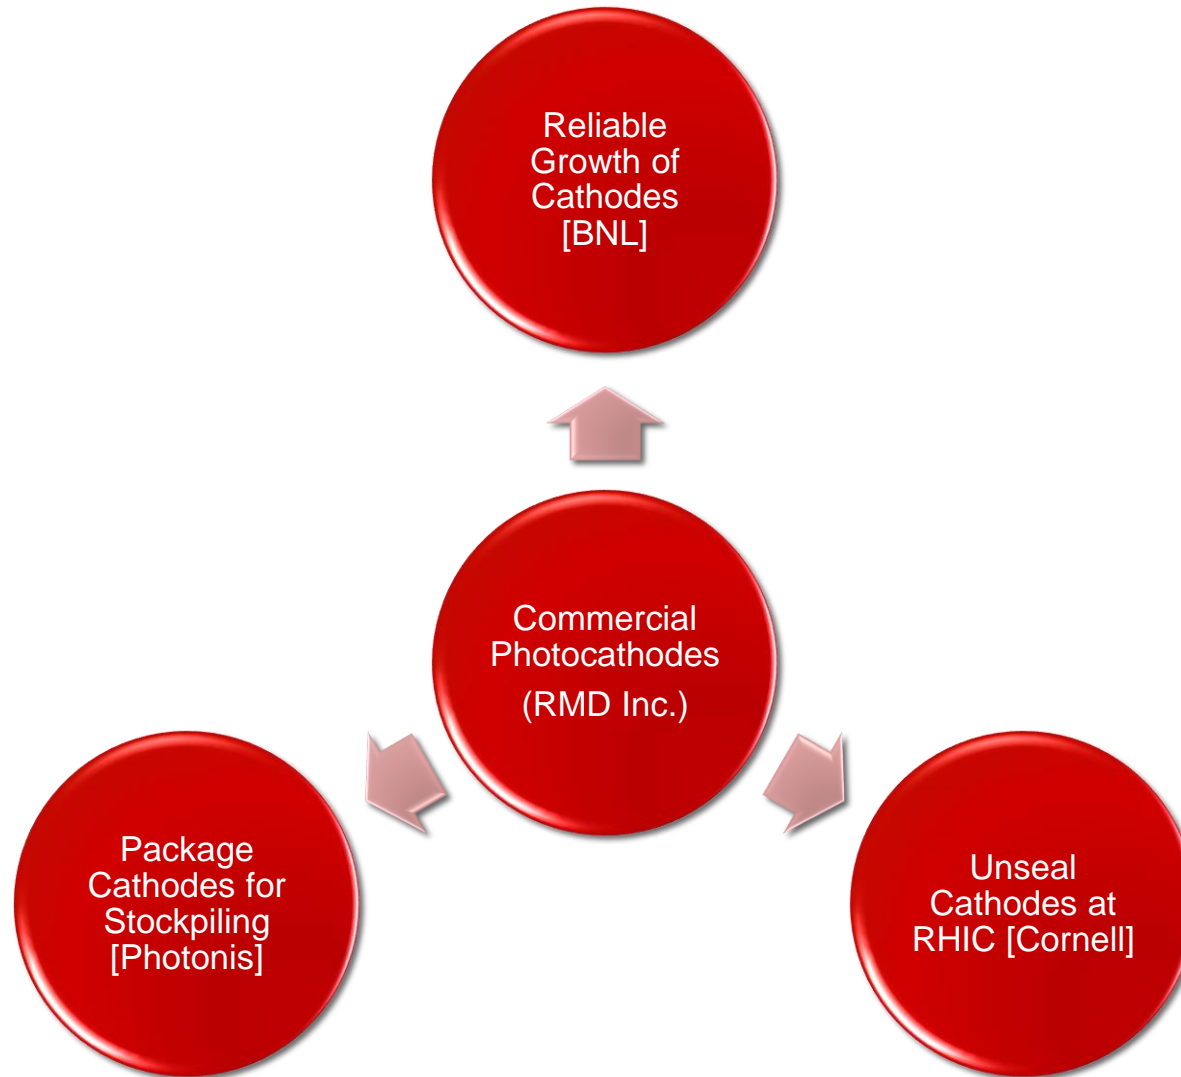 Reliable
Growth of
Cathodes
[BNL]
Commercial
Photocathodes
(RMD Inc.)
Package
Cathodes for
Stockpiling
[Photonis]
Unseal
Cathodes at
RHIC [Cornell]